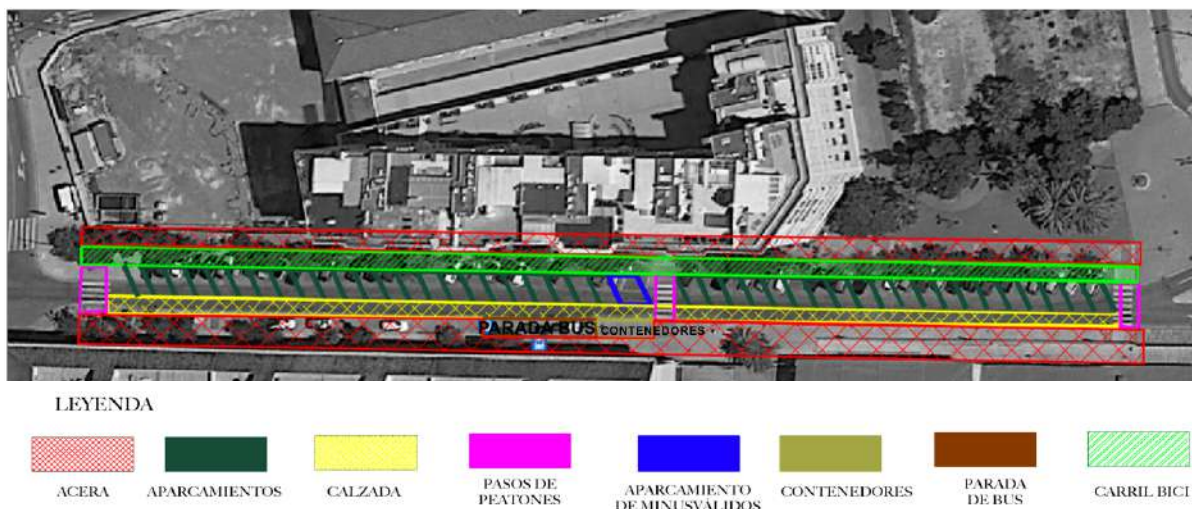 PARADA BUS CONTENEDORES
LEYENDA
ACERA
APARCAMIENTOS
CALZADA
PASOS DE
PEATONES
APARCAMIENTO
DE MINUSVÁLIDOS
CONTENEDORES
PARADA
DE BUS
CARRIL BICI